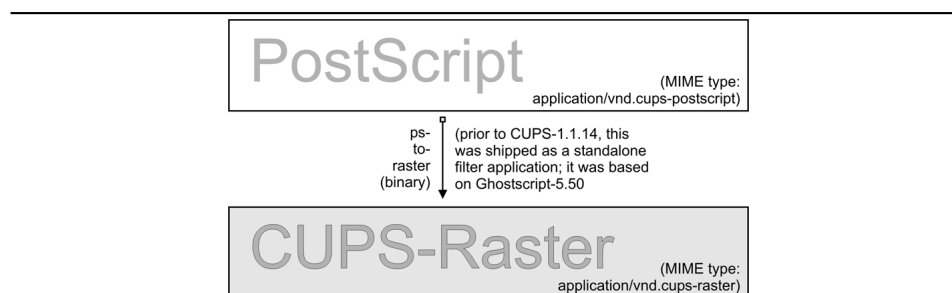 PostScript
(MIME type:
application/vnd.cups-postscript)
ps-
to-
raster
(binary)
(prior to CUPS-1.1.14, this
was shipped as a standalone
filter application; it was based
on Ghostscript-5.50
CUPS-Raster
(MIME type:
application/vnd.cups-raster)